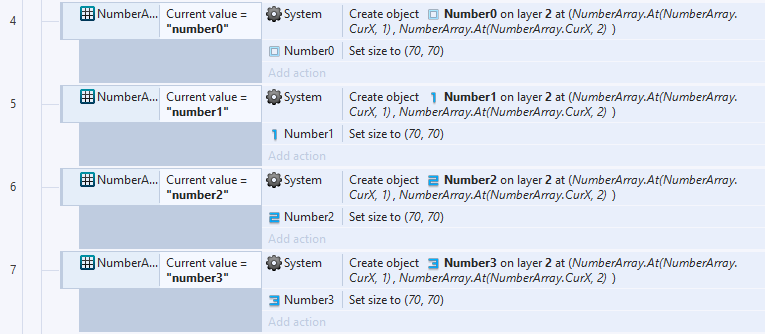 4
NumberA...
Current value =
"number0"
System
Create object Number0 on layer 2 at (NumberArray.At(NumberArray.
CurX, 1) , NumberArray.At(NumberArray.CurX, 2) )
Number0
Set size to (70, 70)
Add action
5
NumberA...
Current value =
"number1"
System
Create object Number1 on layer 2 at (NumberArray.At(NumberArray.
CurX, 1) , NumberArray.At(NumberArray.CurX, 2) )
Number1
Set size to (70, 70)
Add action
6
NumberA...
Current value =
"number2"
System
Create object Number2 on layer 2 at (NumberArray.At(NumberArray.
CurX, 1) , NumberArray.At(NumberArray.CurX, 2) )
Number2
Set size to (70, 70)
Add action
7
NumberA...
Current value =
"number3"
System
Create object Number3 on layer 2 at (NumberArray.At(NumberArray.
CurX, 1) , NumberArray.At(NumberArray.CurX, 2) )
Number3
Set size to (70, 70)
Add action